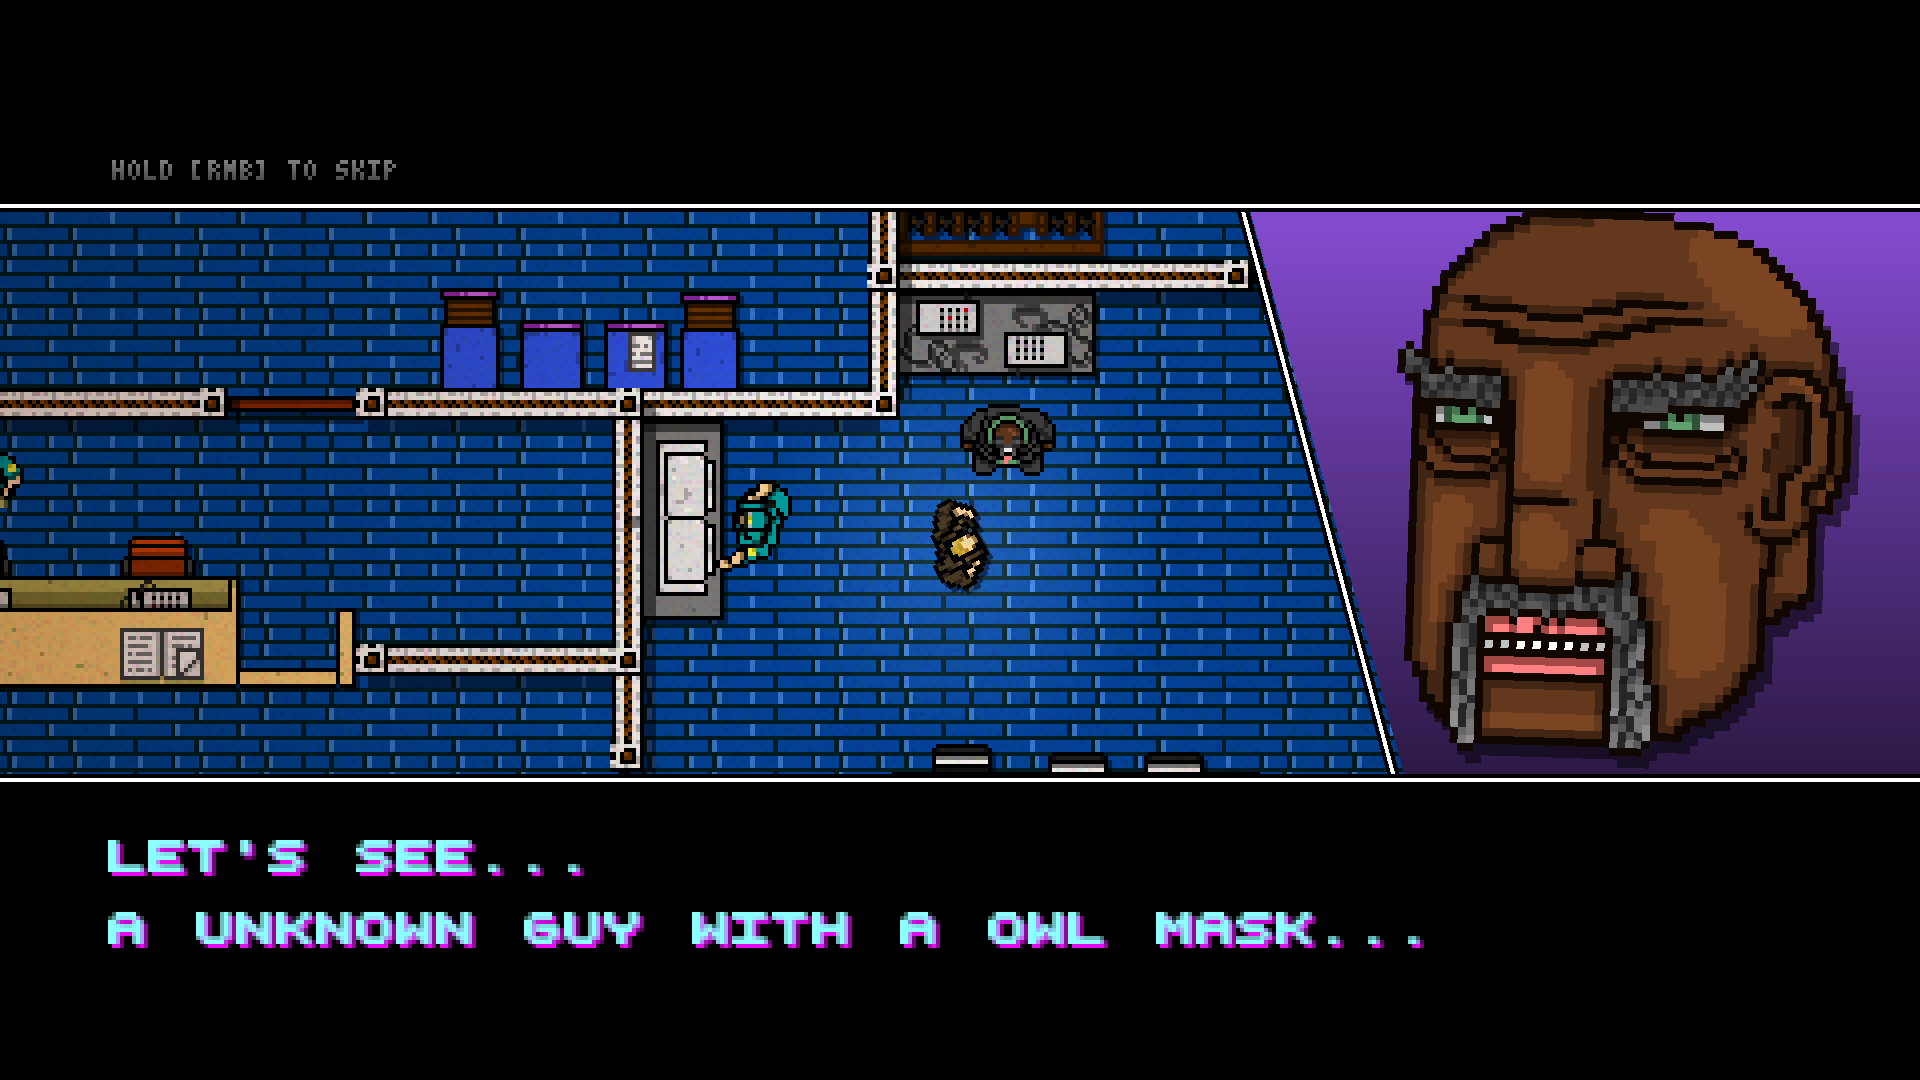 HOLD [RMB] TO SKIP
LET'S SEE...
A UNKNOWN GUY WITH A OWL MASK...